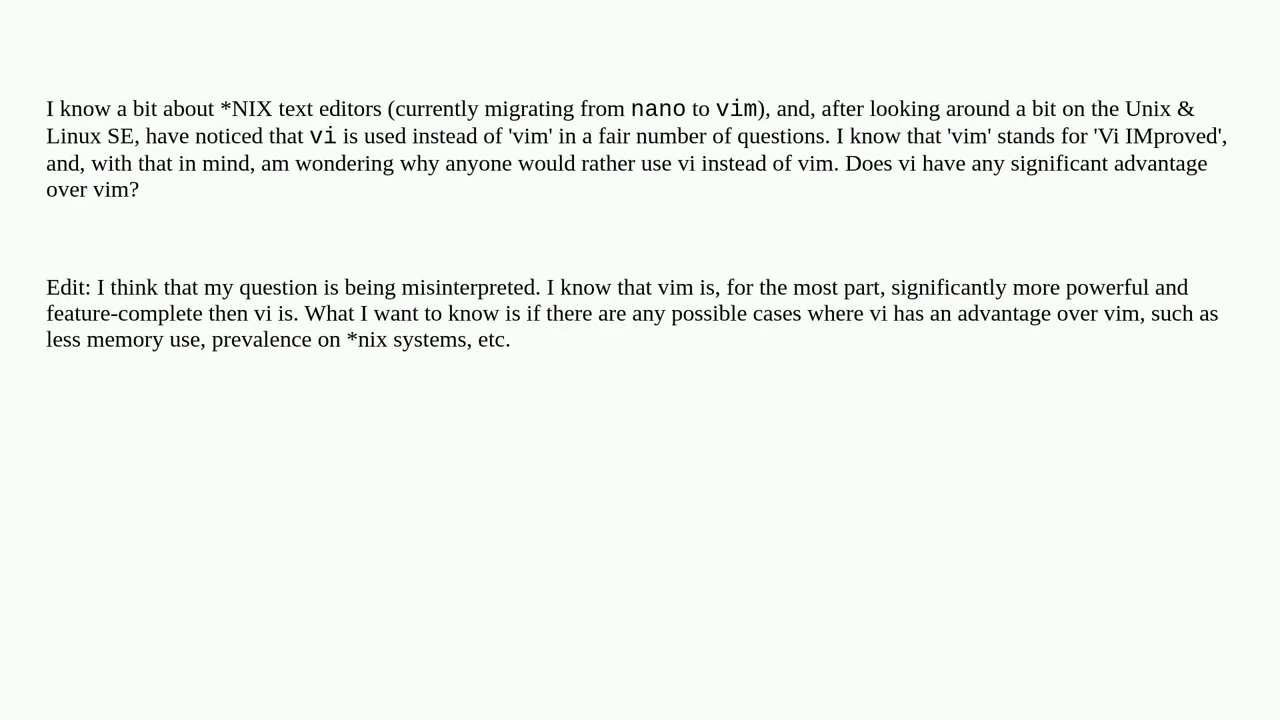 I know a bit about *NIX text editors (currently migrating from nano to vim), and, after looking around a bit on the Unix &
Linux SE, have noticed that vi is used instead of 'vim' in a fair number of questions. I know that 'vim' stands for 'Vi IMproved',
and, with that in mind, am wondering why anyone would rather use vi instead of vim. Does vi have any significant advantage
over vim?
Edit: I think that my question is being misinterpreted. I know that vim is, for the most part, significantly more powerful and
feature-complete then vi is. What I want to know is if there are any possible cases where vi has an advantage over vim, such as
less memory use, prevalence on *nix systems, etc.